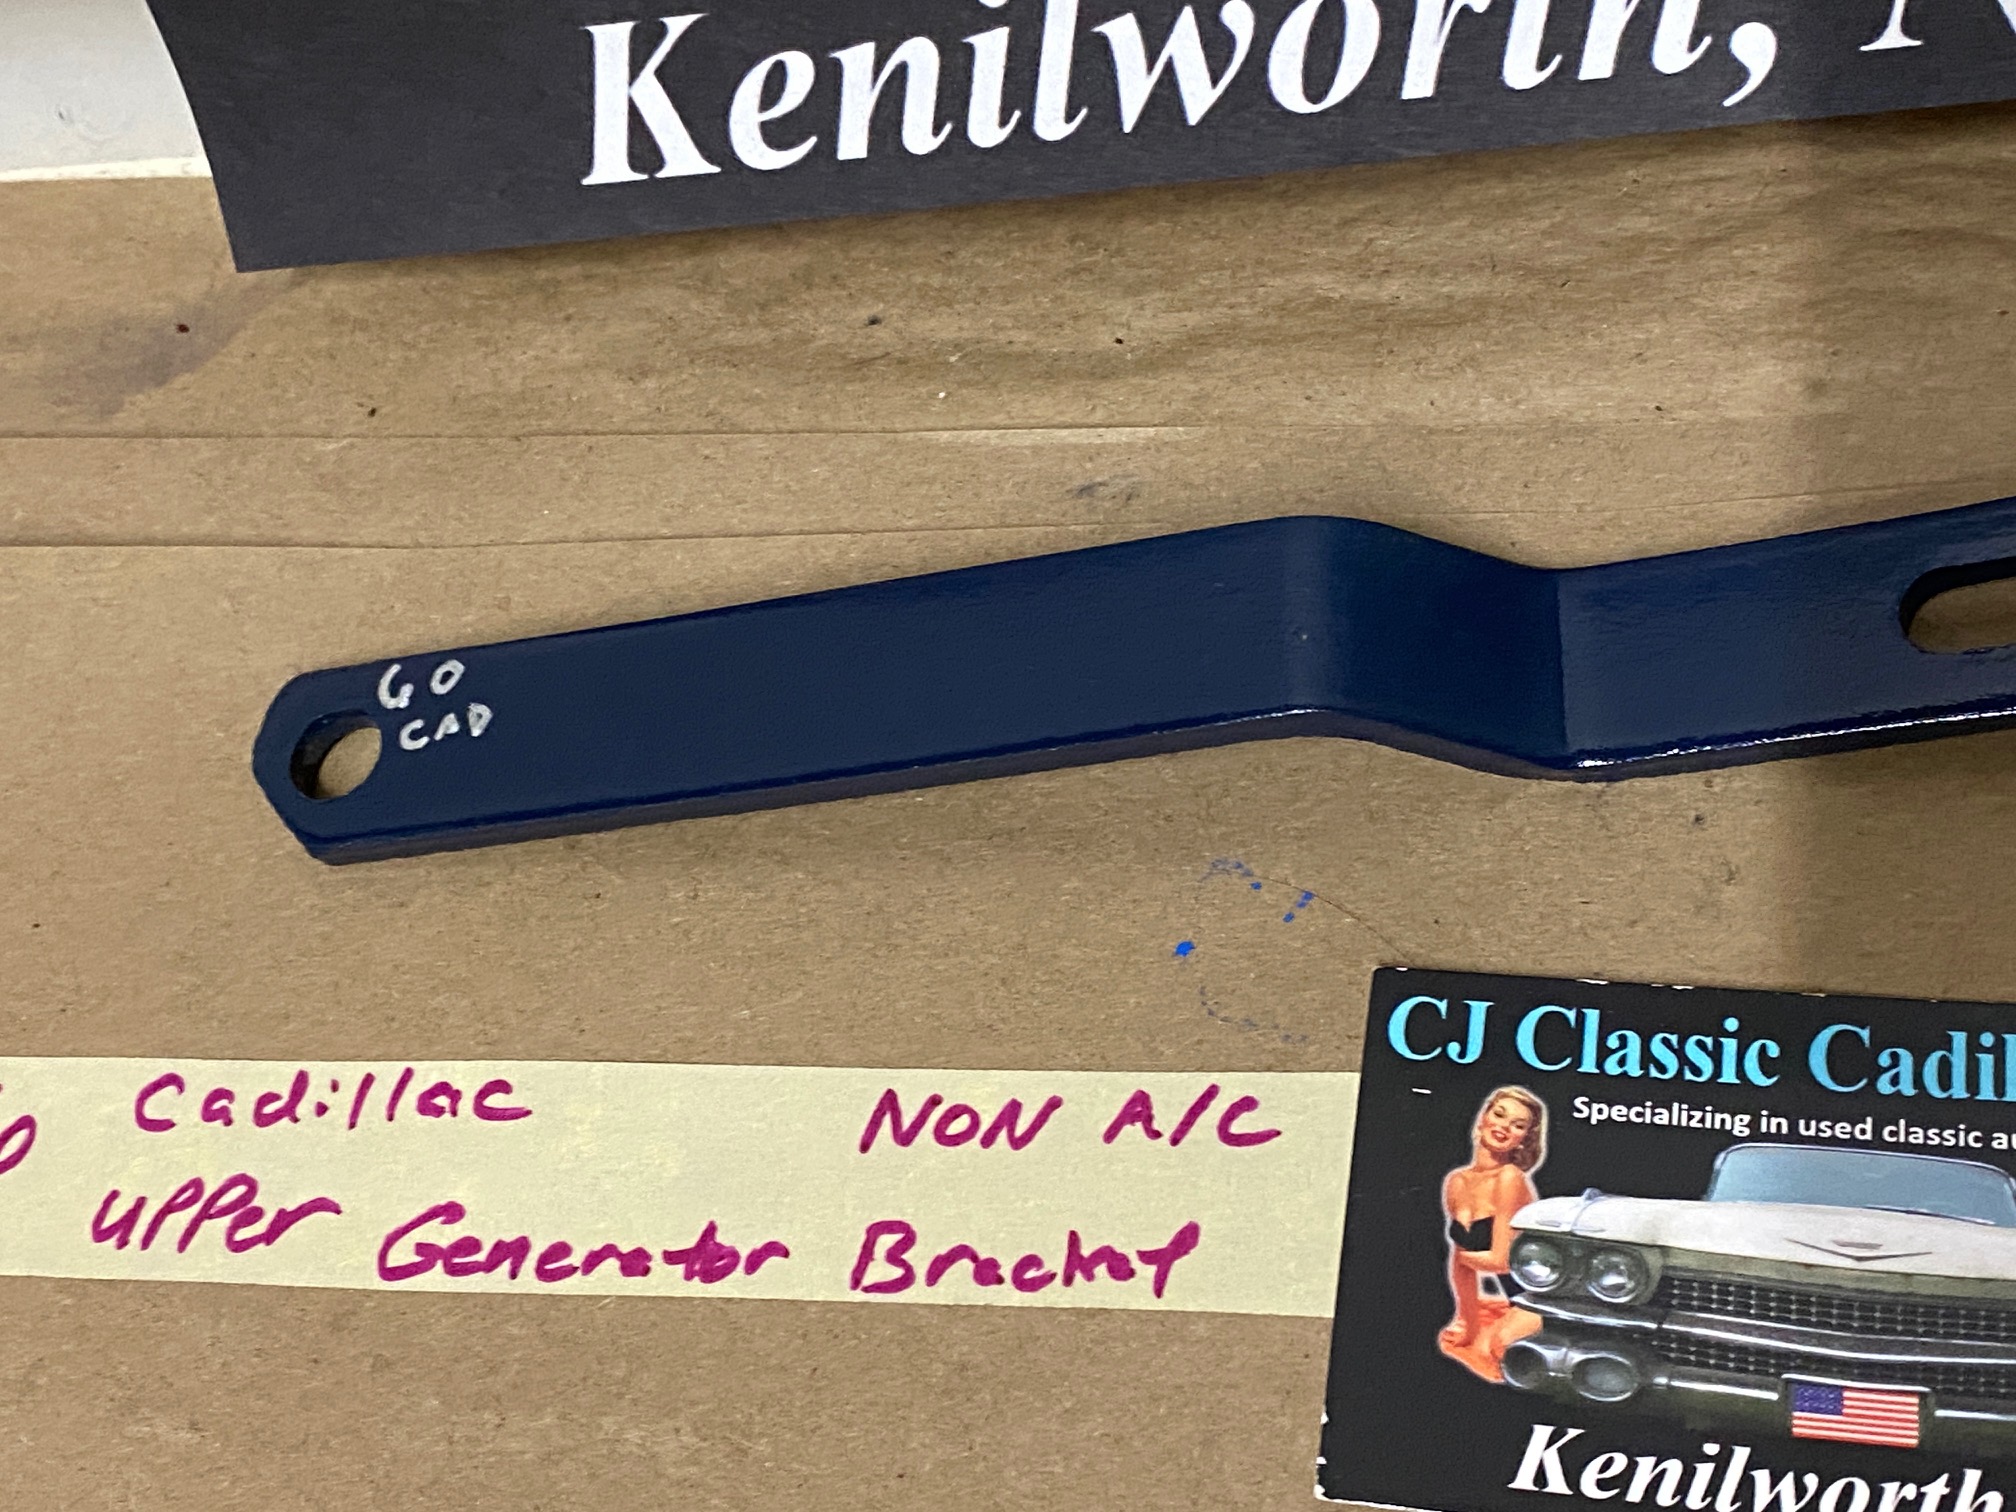 Kenilworth, N
60
CAD
Cadillac NON A/C
upper Generator Bracket
CJ Classic Cadil
Specializing in used classic au
Kenilworth